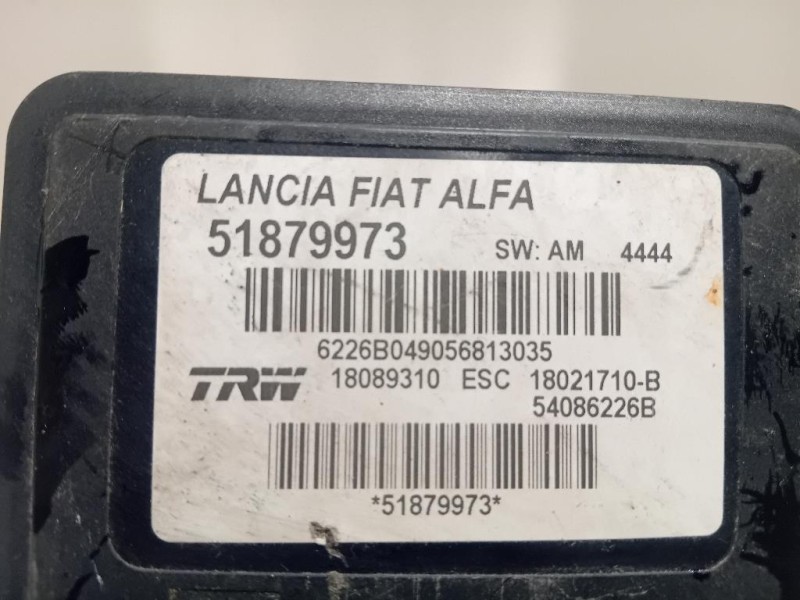 LANCIA FIAT ALFA
51879973 SW: AM 4444
6226B049056813035
TRW 18089310 ESC 18021710-B
54086226B
*51879973*